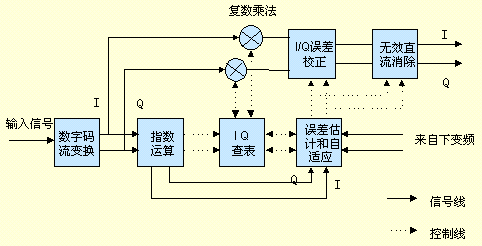 复数乘法
I/Q误差
校正
无效直
流消除
I
Q
I
Q
输入信号
数字码
流变换
指数
运算
I Q
查表
误差估
计和自
适应
来自下变频
Q
I
信号线
控制线